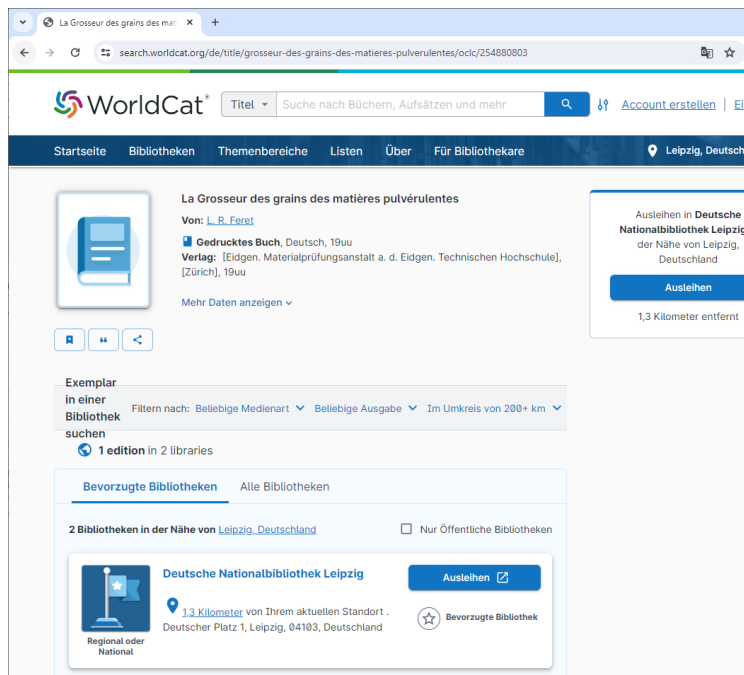 La Grosseur des grains des mat
search.worldcat.org/de/title/grosseur-des-grains-des-matieres-pulverulentes/oclc/254880803
WorldCat®
Titel
Suche nach Büchern, Aufsätzen und mehr
Account erstellen
Ei
Startseite Bibliotheken Themenbereiche Listen Über Für Bibliothekare
Leipzig, Deutsch
La Grosseur des grains des matières pulvérulentes
Von: L. R. Feret
Gedrucktes Buch, Deutsch, 19uu
Verlag: [Eidgen. Materialprüfungsanstalt a. d. Eidgen. Technischen Hochschule],
[Zürich], 19uu
Mehr Daten anzeigen
Ausleihen in Deutsche
Nationalbibliothek Leipzig
der Nähe von Leipzig,
Deutschland
Ausleihen
1,3 Kilometer entfernt
Exemplar
in einer
Bibliothek
suchen
Filtern nach: Beliebige Medienart Beliebige Ausgabe Im Umkreis von 200+ km
1 edition in 2 libraries
Bevorzugte Bibliotheken Alle Bibliotheken
2 Bibliotheken in der Nähe von Leipzig, Deutschland
Nur Öffentliche Bibliotheken
Deutsche Nationalbibliothek Leipzig
1,3 Kilometer von Ihrem aktuellen Standort .
Deutscher Platz 1, Leipzig, 04103, Deutschland
Ausleihen
Bevorzugte Bibliothek
Regional oder
National